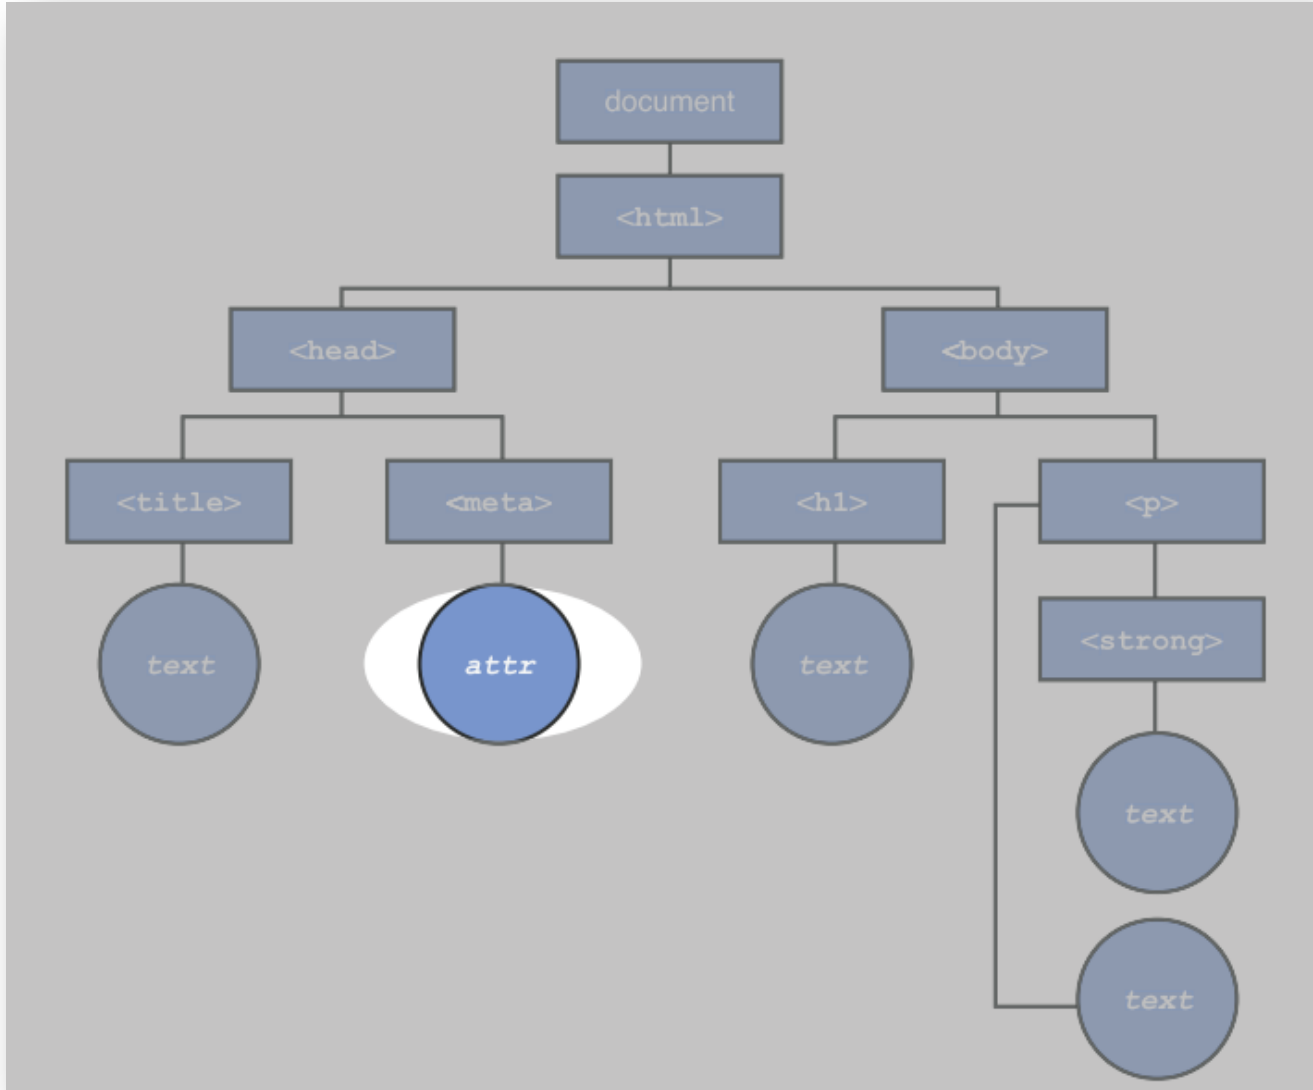 document
<html>
<head>
<body>
<title>
<meta>
<h1>
<p>
text
attr
text
<strong>
text
text